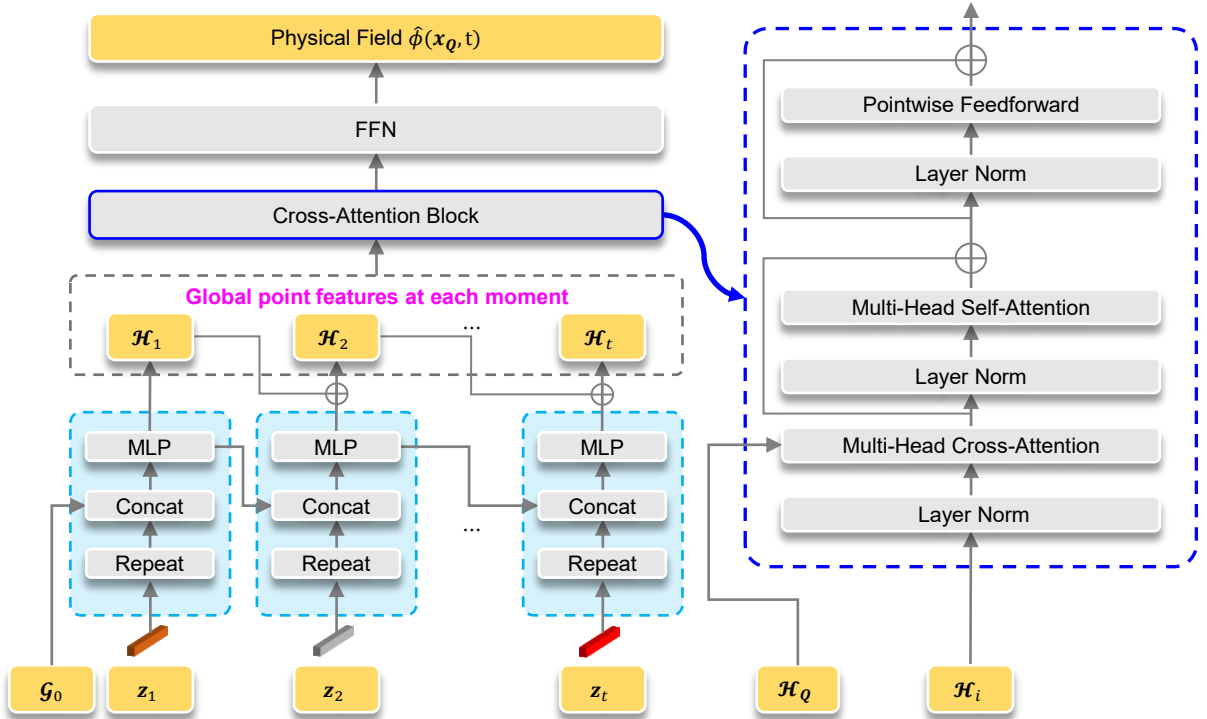 Physical Field φ̂(x_Q, t)
FFN
Cross-Attention Block
Global point features at each moment
ℋ₁
ℋ₂
...
ℋₜ
MLP
MLP
MLP
Concat
Concat
Concat
...
Repeat
Repeat
Repeat
𝒢₀
z₁
z₂
zₜ
Pointwise Feedforward
Layer Norm
Multi-Head Self-Attention
Layer Norm
Multi-Head Cross-Attention
Layer Norm
ℋ_Q
ℋᵢ